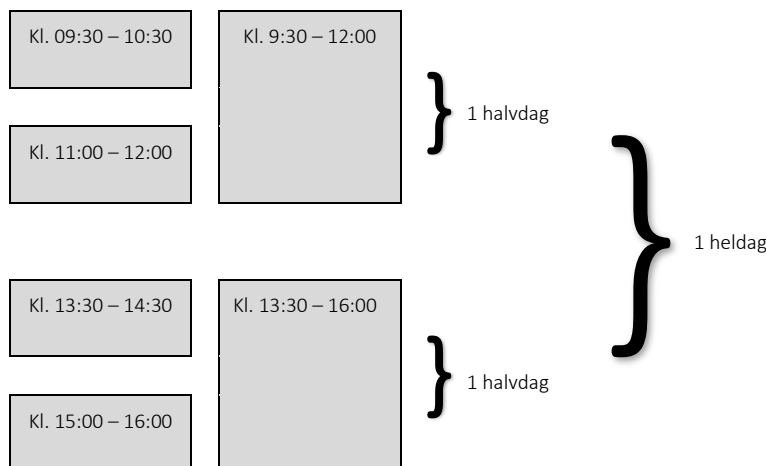 Kl. 09:30 – 10:30
Kl. 9:30 – 12:00
1 halvdag
Kl. 11:00 – 12:00
1 heldag
Kl. 13:30 – 14:30
Kl. 13:30 – 16:00
1 halvdag
Kl. 15:00 – 16:00